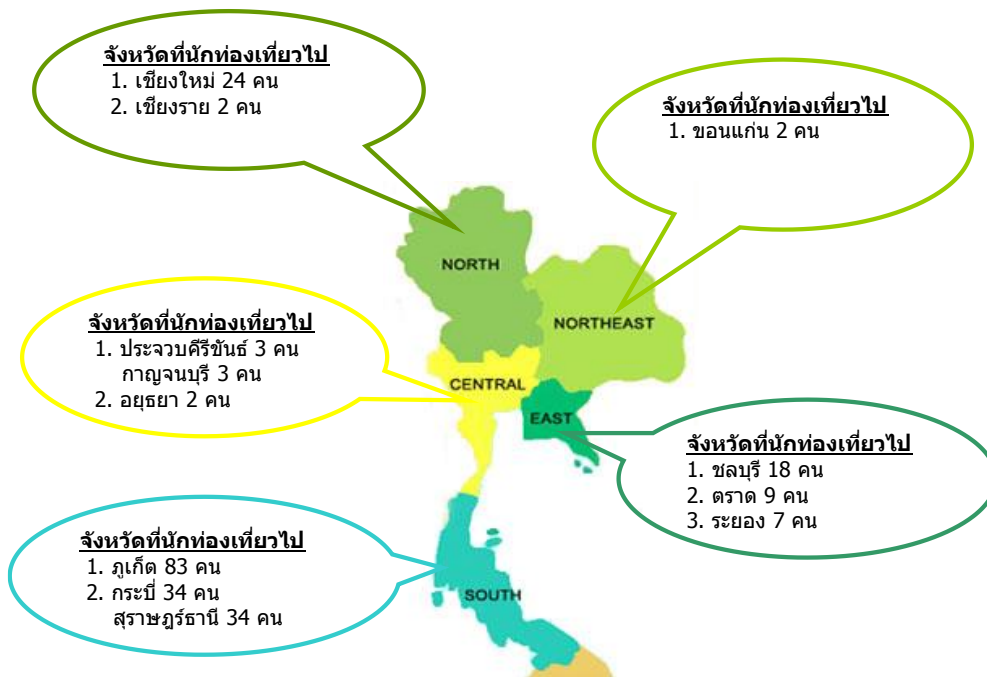 จังหวัดที่นักท่องเที่ยวไป
1. เชียงใหม่ 24 คน
2. เชียงราย 2 คน
จังหวัดที่นักท่องเที่ยวไป
1. ขอนแก่น 2 คน
NORTH
NORTHEAST
จังหวัดที่นักท่องเที่ยวไป
1. ประจวบคีรีขันธ์ 3 คน
กาญจนบุรี 3 คน
2. อยุธยา 2 คน
CENTRAL
EAST
จังหวัดที่นักท่องเที่ยวไป
1. ชลบุรี 18 คน
2. ตราด 9 คน
3. ระยอง 7 คน
จังหวัดที่นักท่องเที่ยวไป
1. ภูเก็ต 83 คน
2. กระบี่ 34 คน
สุราษฎร์ธานี 34 คน
SOUTH